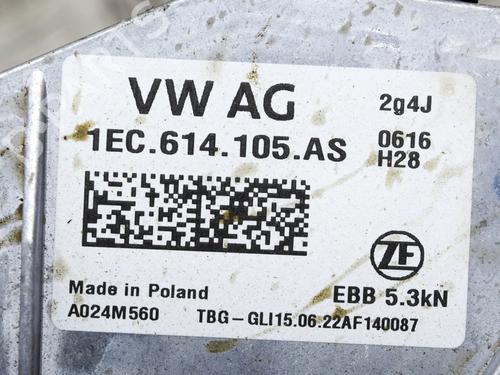 VW AG
2g4J
1EC.614.105.AS
0616
H28
ZF
Made in Poland
EBB 5.3kN
A024M560
TBG-GLI15.06.22AF140087